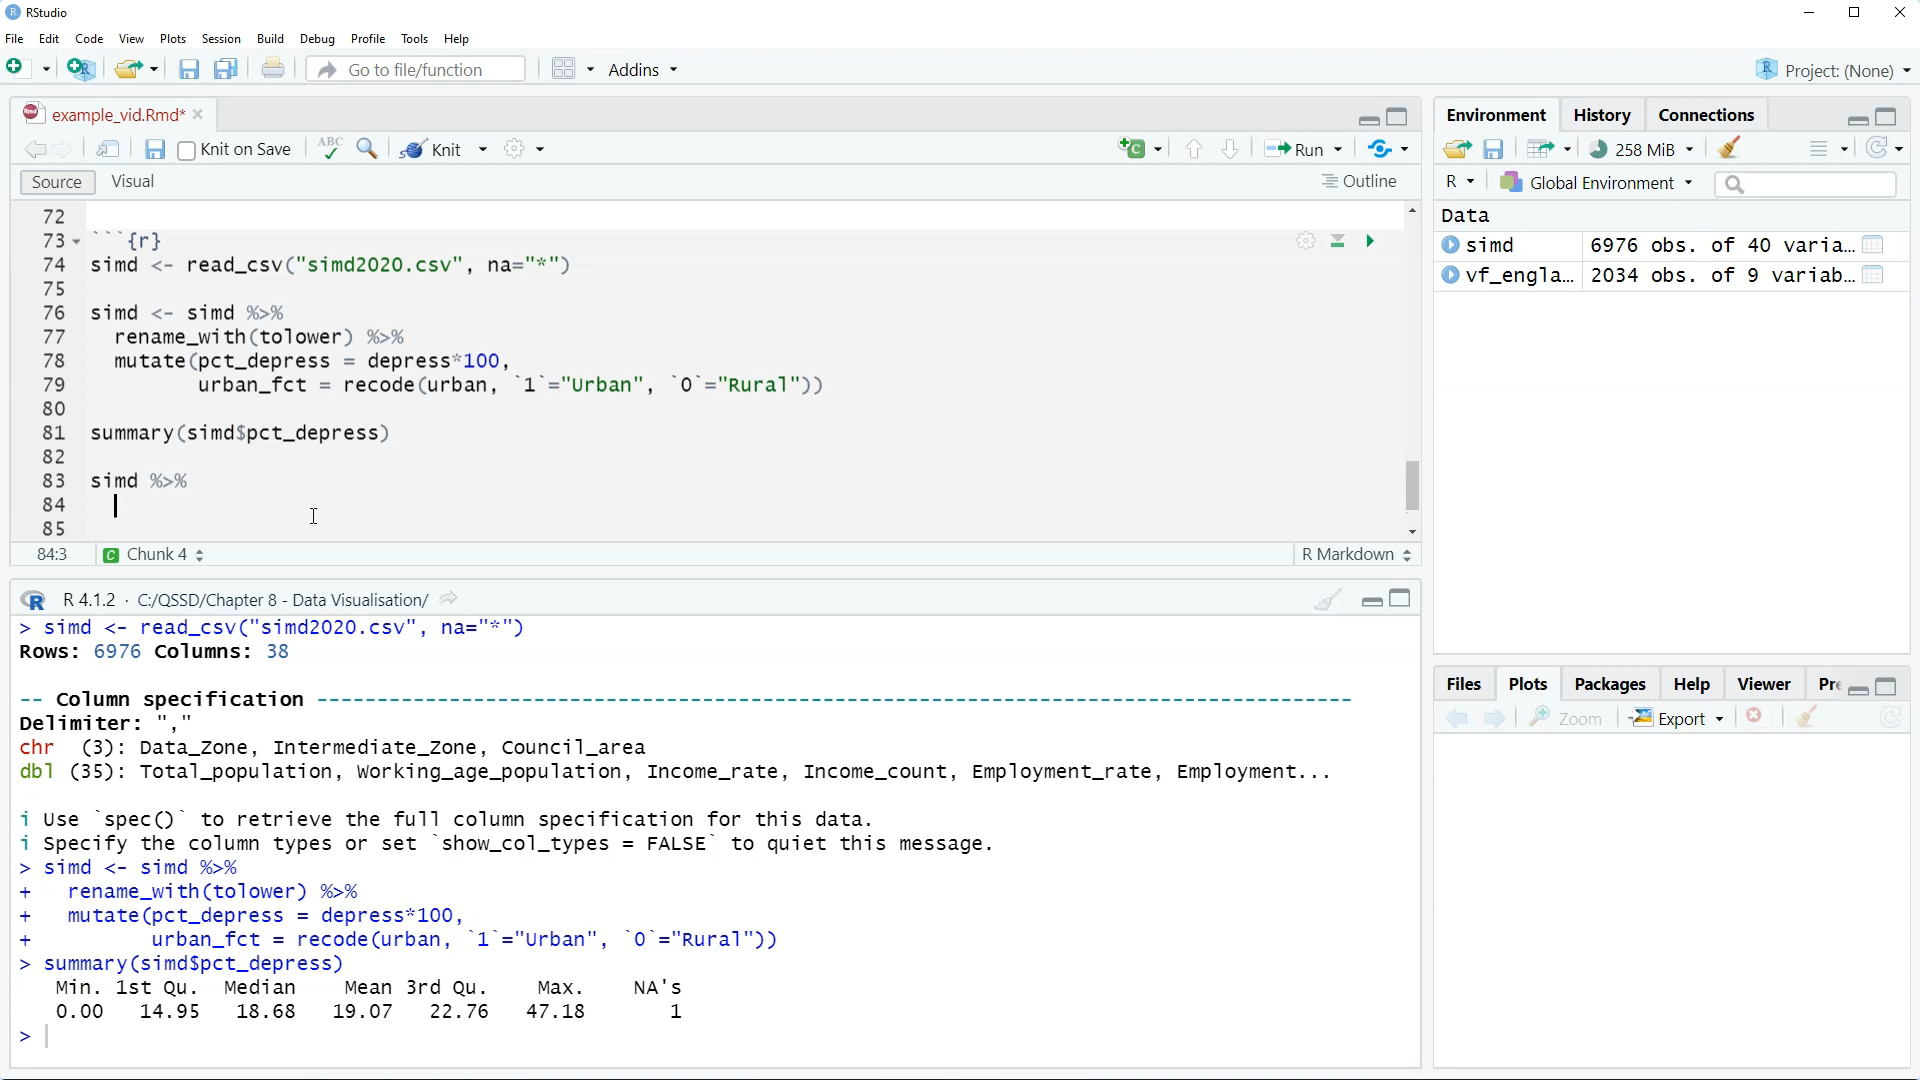 RStudio
File Edit Code View Plots Session Build Debug Profile Tools Help
Go to file/function Addins Project: (None)
example_vid.Rmd*
Knit on Save ABC Knit Run
Source Visual Outline
72
73 ```{r}
74 simd <- read_csv("simd2020.csv", na="*")
75
76 simd <- simd %>%
77 rename_with(tolower) %>%
78 mutate(pct_depress = depress*100,
79 urban_fct = recode(urban, `1`="Urban", `0`="Rural"))
80
81 summary(simd$pct_depress)
82
83 simd %>%
84
85
84:3 C Chunk 4 R Markdown
R 4.1.2 · C:/QSSD/Chapter 8 - Data Visualisation/
> simd <- read_csv("simd2020.csv", na="*")
Rows: 6976 Columns: 38
-- Column specification ------------------------------------------------------------------------------------
Delimiter: ","
chr (3): Data_Zone, Intermediate_Zone, Council_area
dbl (35): Total_population, Working_age_population, Income_rate, Income_count, Employment_rate, Employment...
i Use `spec()` to retrieve the full column specification for this data.
i Specify the column types or set `show_col_types = FALSE` to quiet this message.
> simd <- simd %>%
+ rename_with(tolower) %>%
+ mutate(pct_depress = depress*100,
+ urban_fct = recode(urban, `1`="Urban", `0`="Rural"))
> summary(simd$pct_depress)
Min. 1st Qu. Median Mean 3rd Qu. Max. NA's
0.00 14.95 18.68 19.07 22.76 47.18 1
>
Environment History Connections
258 MiB
R Global Environment
Data
simd 6976 obs. of 40 varia...
vf_engla... 2034 obs. of 9 variab...
Files Plots Packages Help Viewer Pre
Zoom Export